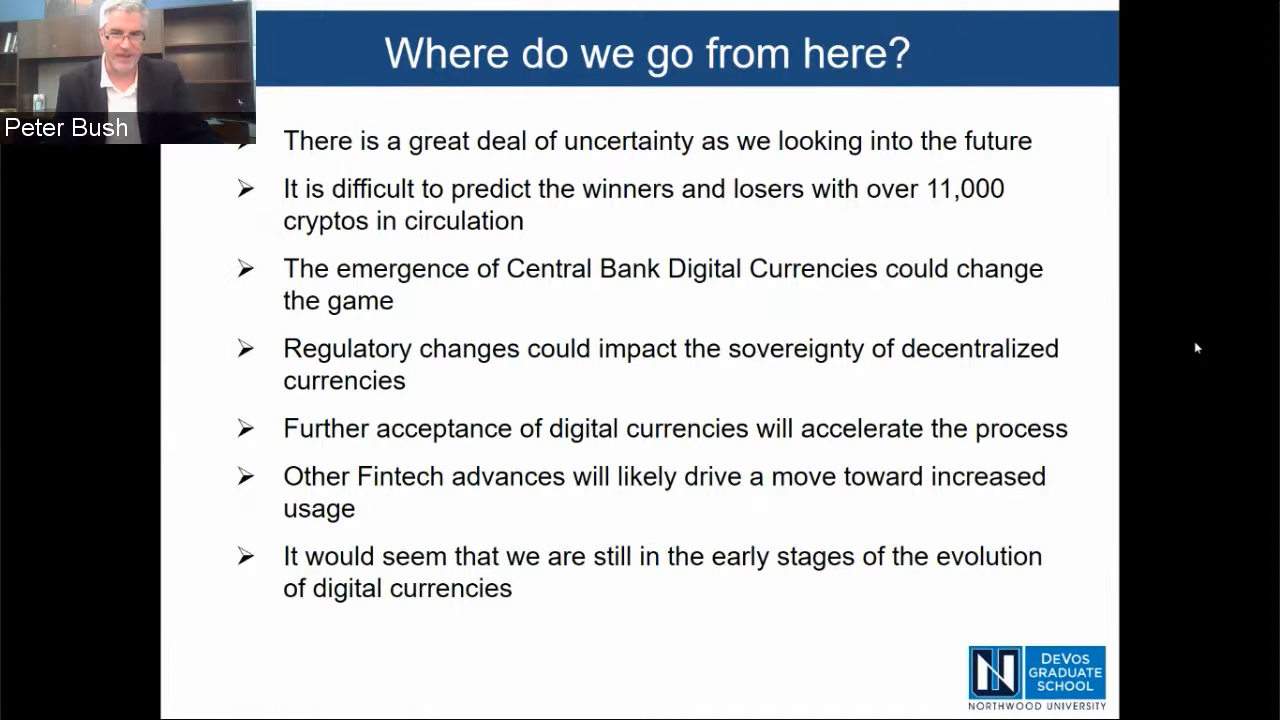 Where do we go from here?
Peter Bush
There is a great deal of uncertainty as we looking into the future
It is difficult to predict the winners and losers with over 11,000
cryptos in circulation
The emergence of Central Bank Digital Currencies could change
the game
Regulatory changes could impact the sovereignty of decentralized
currencies
Further acceptance of digital currencies will accelerate the process
Other Fintech advances will likely drive a move toward increased
usage
It would seem that we are still in the early stages of the evolution
of digital currencies
N
DEVOS
GRADUATE
SCHOOL
NORTHWOOD UNIVERSITY